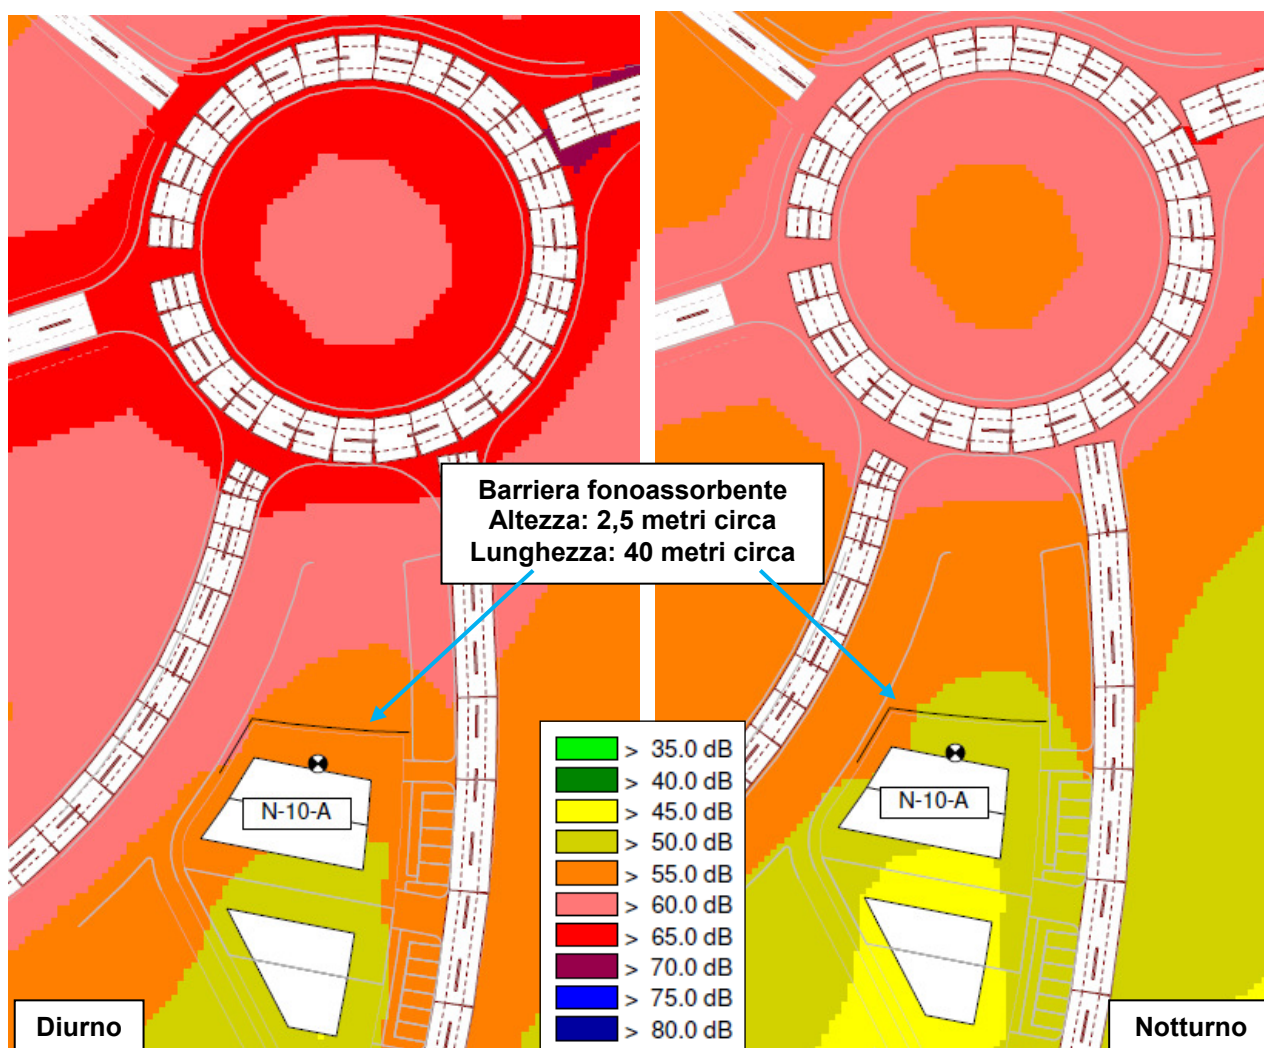 Barriera fonoassorbente
Altezza: 2,5 metri circa
Lunghezza: 40 metri circa
N-10-A
N-10-A
> 35.0 dB
> 40.0 dB
> 45.0 dB
> 50.0 dB
> 55.0 dB
> 60.0 dB
> 65.0 dB
> 70.0 dB
> 75.0 dB
> 80.0 dB
Diurno
Notturno